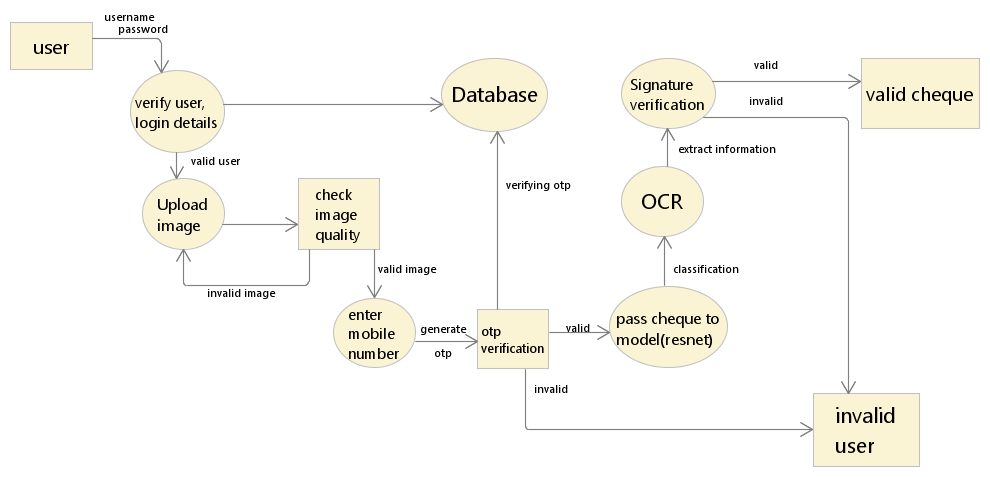 username
password
user
verify user,
login details
Database
valid user
Upload
image
check
image
quality
invalid image
valid image
enter
mobile
number
generate
otp
otp
verification
verifying otp
valid
invalid
pass cheque to
model(resnet)
classification
OCR
extract information
Signature
verification
valid
invalid
valid cheque
invalid
user